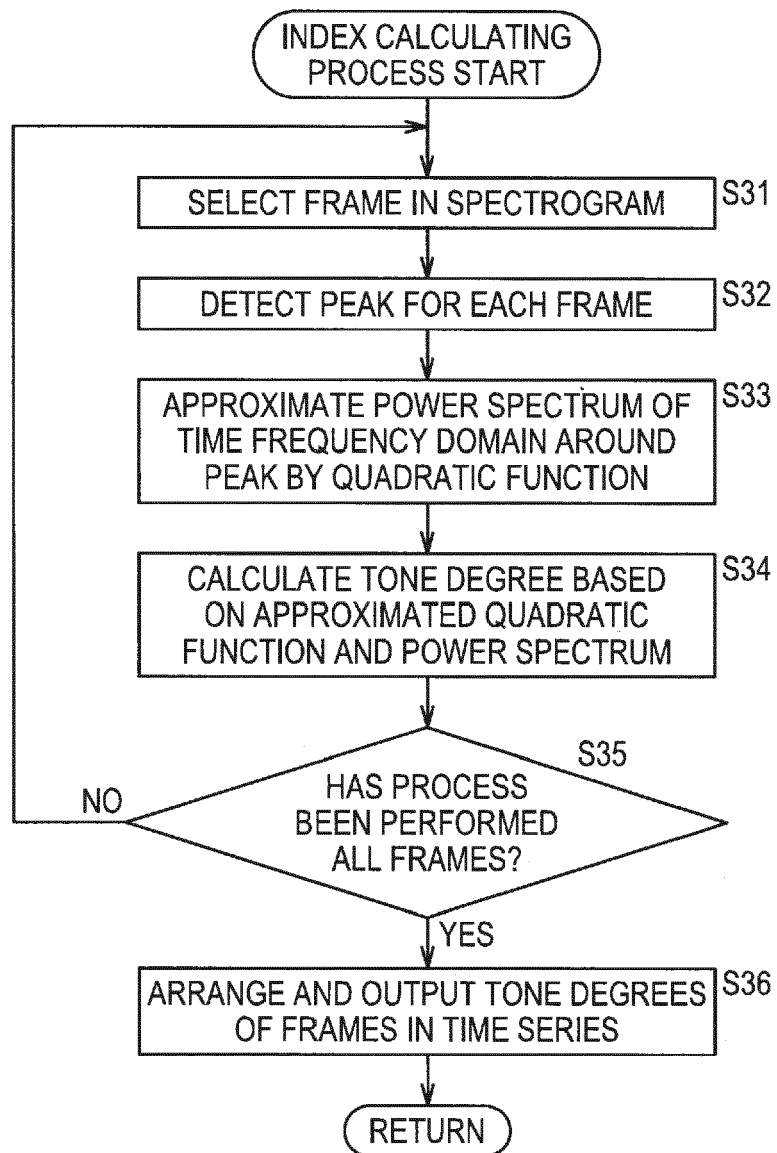 INDEX CALCULATING
PROCESS START
SELECT FRAME IN SPECTROGRAM
S31
DETECT PEAK FOR EACH FRAME
S32
APPROXIMATE POWER SPECTRUM OF
TIME FREQUENCY DOMAIN AROUND
PEAK BY QUADRATIC FUNCTION
S33
CALCULATE TONE DEGREE BASED
ON APPROXIMATED QUADRATIC
FUNCTION AND POWER SPECTRUM
S34
S35
HAS PROCESS
BEEN PERFORMED
ALL FRAMES?
NO
YES
ARRANGE AND OUTPUT TONE DEGREES
OF FRAMES IN TIME SERIES
S36
RETURN